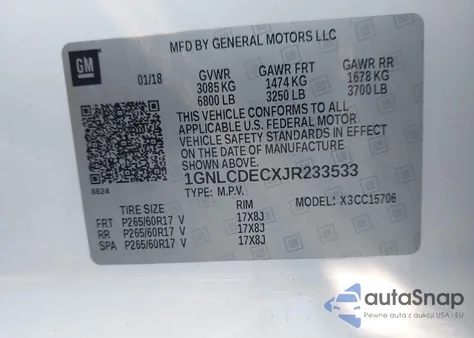 MFD BY GENERAL MOTORS LLC
GM
01/18
GVWR GAWR FRT GAWR RR
3085 KG 1474 KG 1678 KG
6800 LB 3250 LB 3700 LB
THIS VEHICLE CONFORMS TO ALL
APPLICABLE U.S. FEDERAL MOTOR
VEHICLE SAFETY STANDARDS IN EFFECT
ON THE DATE OF MANUFACTURE
SHOWN ABOVE.
8624
1GNLCDECXJR233533
TYPE: M.P.V. MODEL: X3CC15706
TIRE SIZE RIM
FRT P265/60R17 V 17X8J
RR P265/60R17 V 17X8J
SPA P265/60R17 V 17X8J
autoSnap
Pewne auta z aukcji USA - EU